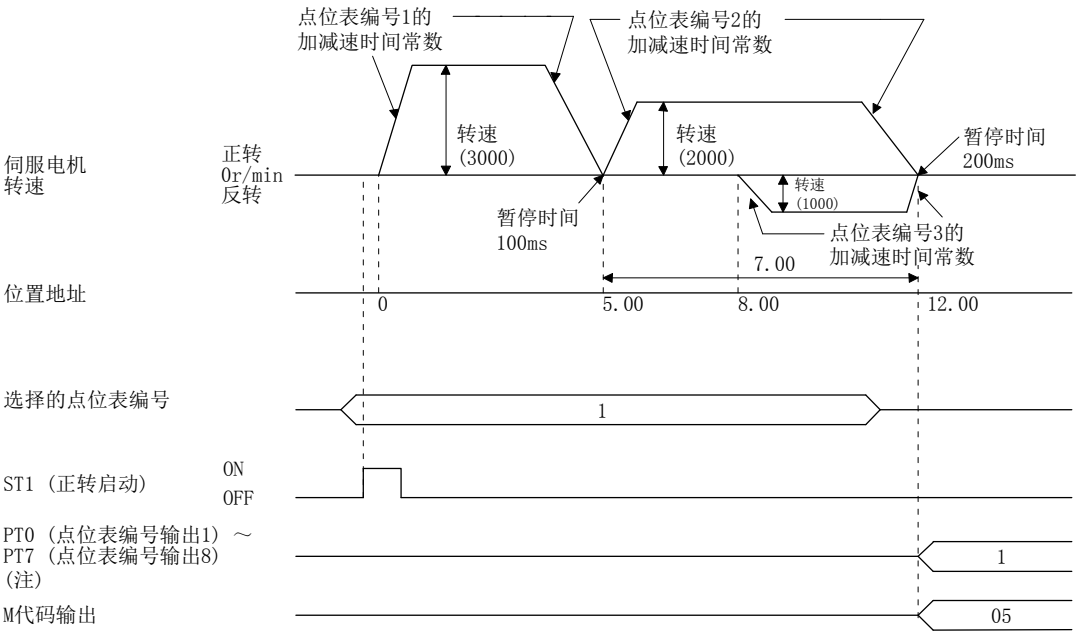 点位表编号1的
加减速时间常数
点位表编号2的
加减速时间常数
伺服电机
转速
正转
0r/min
反转
转速
(3000)
转速
(2000)
暂停时间
200ms
转速
(1000)
暂停时间
100ms
点位表编号3的
加减速时间常数
7.00
位置地址
0
5.00
8.00
12.00
选择的点位表编号
1
ST1 (正转启动)
ON
OFF
PT0 (点位表编号输出1) ～
PT7 (点位表编号输出8)
(注)
1
M代码输出
05